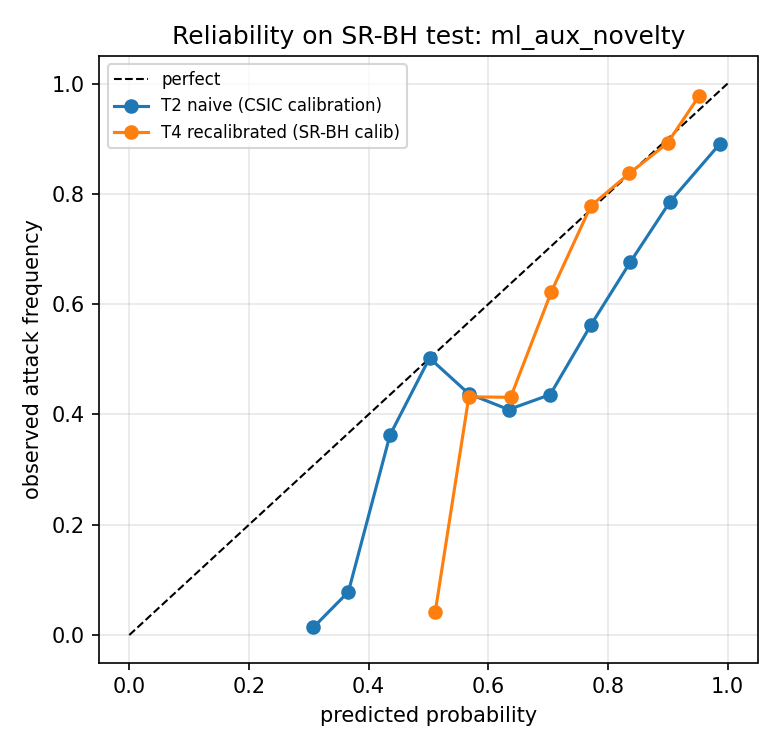 Reliability on SR-BH test: ml_aux_novelty
perfect
T2 naive (CSIC calibration)
T4 recalibrated (SR-BH calib)
observed attack frequency
1.0
0.8
0.6
0.4
0.2
0.0
0.0 0.2 0.4 0.6 0.8 1.0
predicted probability